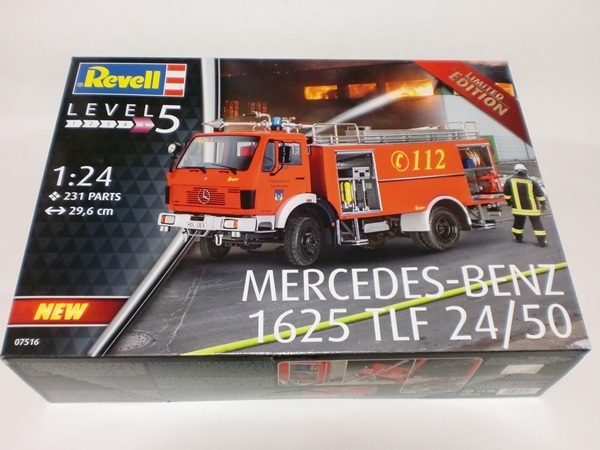 Revell
LIMITED
EDITION
LEVEL 5
1:24
231 PARTS
29,6 cm
112
MERCEDES-BENZ
1625 TLF 24/50
NEW
07516